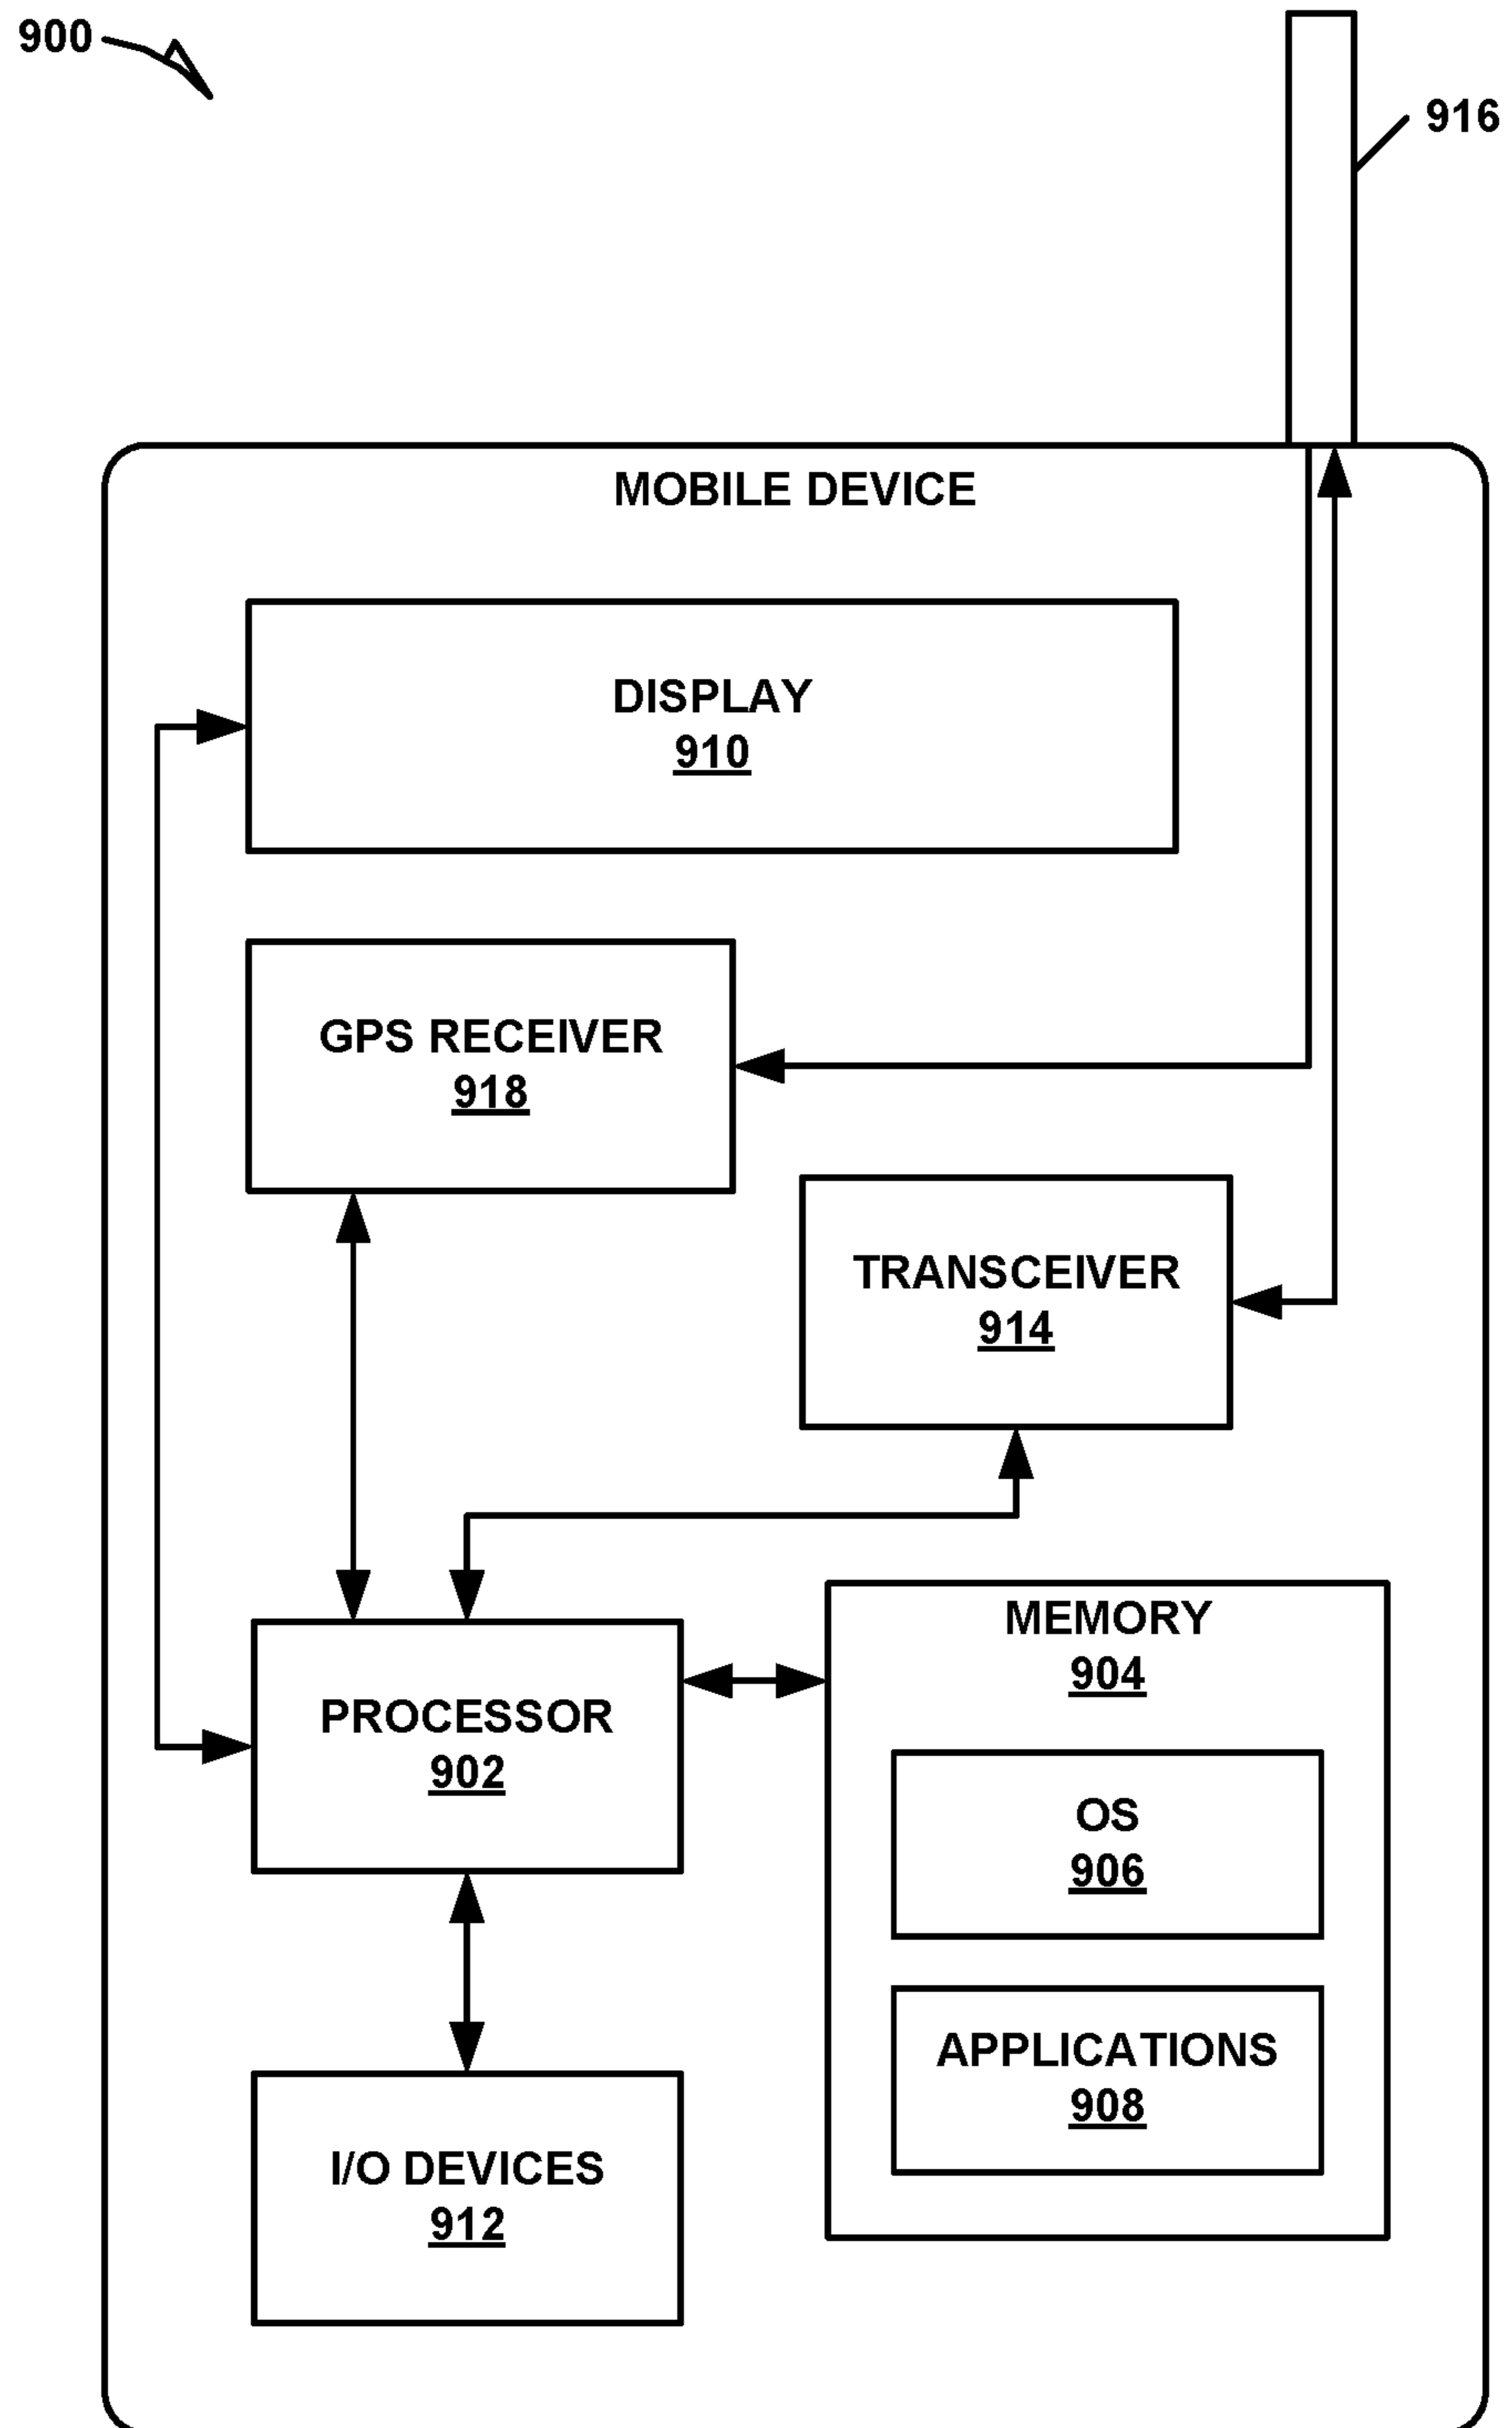 900
916
MOBILE DEVICE
DISPLAY
910
GPS RECEIVER
918
TRANSCEIVER
914
MEMORY
904
PROCESSOR
902
OS
906
APPLICATIONS
908
I/O DEVICES
912